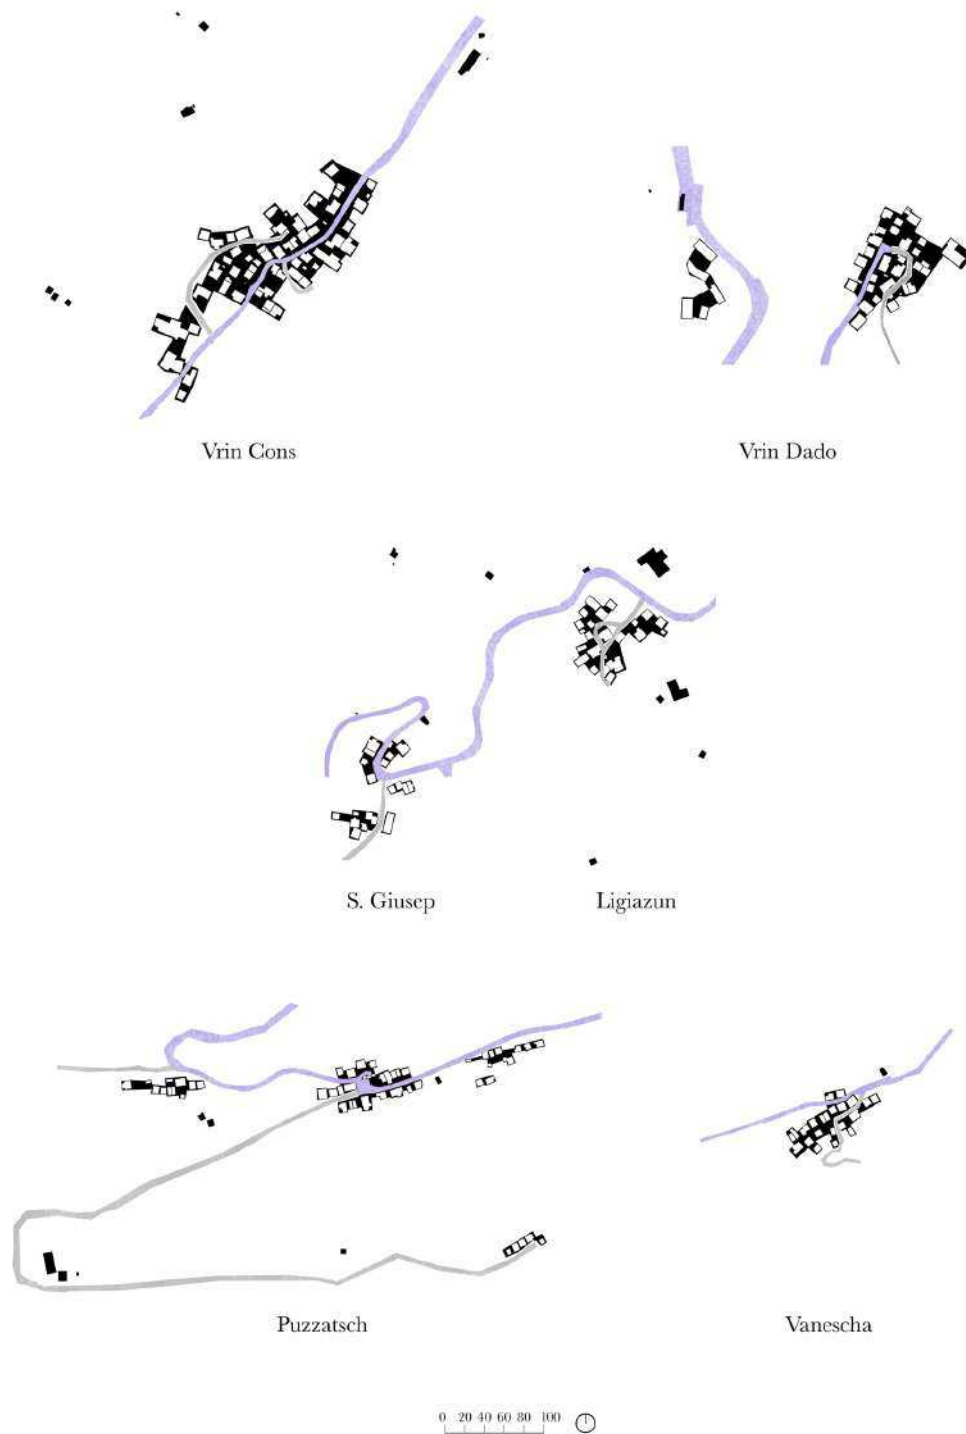 Vrin Cons
Vrin Dado
S. Giusep
Ligiazun
Puzzatsch
Vanescha
0 20 40 60 80 100